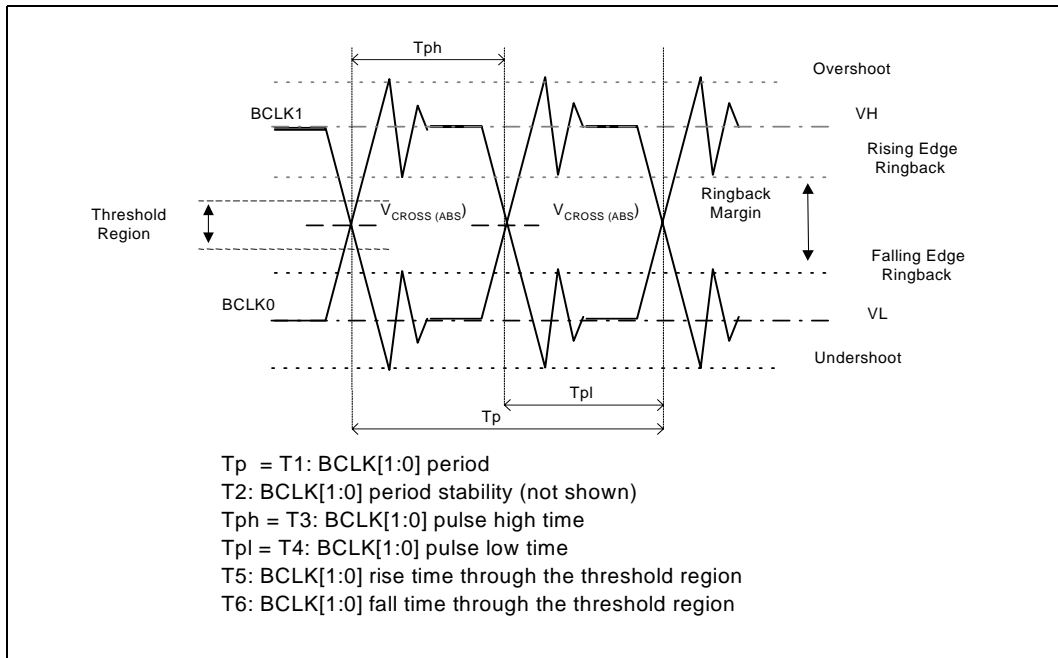 Tph
Overshoot
BCLK1
VH
Rising Edge
Ringback
Threshold
Region
VCROSS (ABS)
VCROSS (ABS)
Ringback
Margin
Falling Edge
Ringback
BCLK0
VL
Undershoot
Tpl
Tp
Tp = T1: BCLK[1:0] period
T2: BCLK[1:0] period stability (not shown)
Tph = T3: BCLK[1:0] pulse high time
Tpl = T4: BCLK[1:0] pulse low time
T5: BCLK[1:0] rise time through the threshold region
T6: BCLK[1:0] fall time through the threshold region